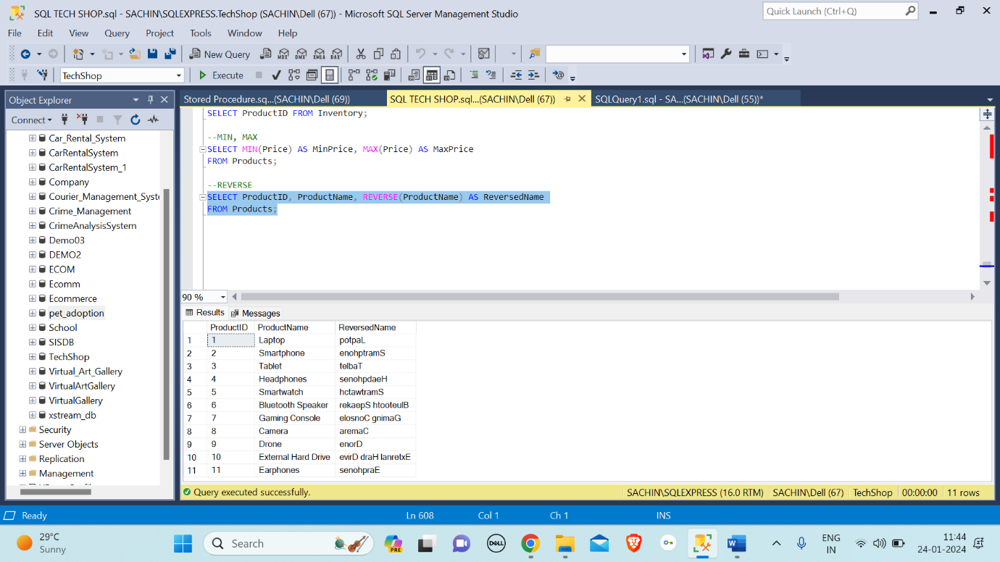 SQL TECH SHOP.sql - SACHIN\SQLEXPRESS.TechShop (SACHIN\Dell (67)) - Microsoft SQL Server Management Studio
Quick Launch (Ctrl+Q)
File Edit View Query Project Tools Window Help
New Query MDX DMX XMLA DAX
TechShop Execute
Object Explorer
Stored Procedure.sq...(SACHIN\Dell (69)) SQL TECH SHOP.sql...(SACHIN\Dell (67)) SQLQuery1.sql - SA...(SACHIN\Dell (55))*
Connect
Car_Rental_System
CarRentalSystem
CarRentalSystem_1
Company
Courier_Management_Syste
Crime_Management
CrimeAnalysisSystem
Demo03
DEMO2
ECOM
Ecomm
Ecommerce
pet_adoption
School
SISDB
TechShop
Virtual_Art_Gallery
VirtualArtGallery
VirtualGallery
xstream_db
Security
Server Objects
Replication
Management
SELECT ProductID FROM Inventory;
--MIN, MAX
SELECT MIN(Price) AS MinPrice, MAX(Price) AS MaxPrice
FROM Products;
--REVERSE
SELECT ProductID, ProductName, REVERSE(ProductName) AS ReversedName
FROM Products;
90 %
Results Messages
ProductID ProductName ReversedName
1 1 Laptop potpaL
2 2 Smartphone enohptramS
3 3 Tablet telbaT
4 4 Headphones senohpdaeH
5 5 Smartwatch hctawtramS
6 6 Bluetooth Speaker rekaepS htooteulB
7 7 Gaming Console elosnoC gnimaG
8 8 Camera aremaC
9 9 Drone enorD
10 10 External Hard Drive evirD draH lanretxE
11 11 Earphones senohpraE
Query executed successfully. SACHIN\SQLEXPRESS (16.0 RTM) SACHIN\Dell (67) TechShop 00:00:00 11 rows
Ready Ln 608 Col 1 Ch 1 INS
29°C
Sunny
Search
PRE
DELL
ENG
IN
11:44
24-01-2024